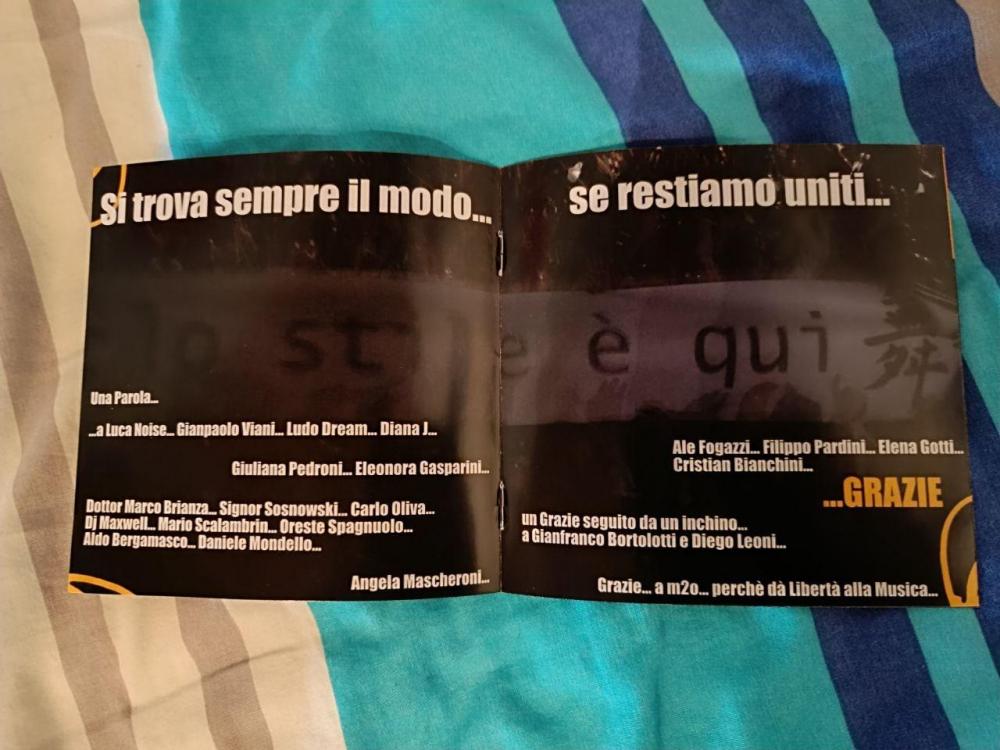 si trova sempre il modo...
lo stile è qui 舞
Una Parola...
...a Luca Noise... Gianpaolo Viani... Ludo Dream... Diana J...
Giuliana Pedroni... Eleonora Gasparini...
Dottor Marco Brianza... Signor Sosnowski... Carlo Oliva...
Dj Maxwell... Mario Scalambrin... Oreste Spagnuolo...
Aldo Bergamasco... Daniele Mondello...
Angela Mascheroni...
se restiamo uniti...
Ale Fogazzi... Filippo Pardini... Elena Gotti...
Cristian Bianchini...
...GRAZIE
un Grazie seguito da un inchino...
a Gianfranco Bortolotti e Diego Leoni...
Grazie... a m2o... perchè dà Libertà alla Musica...